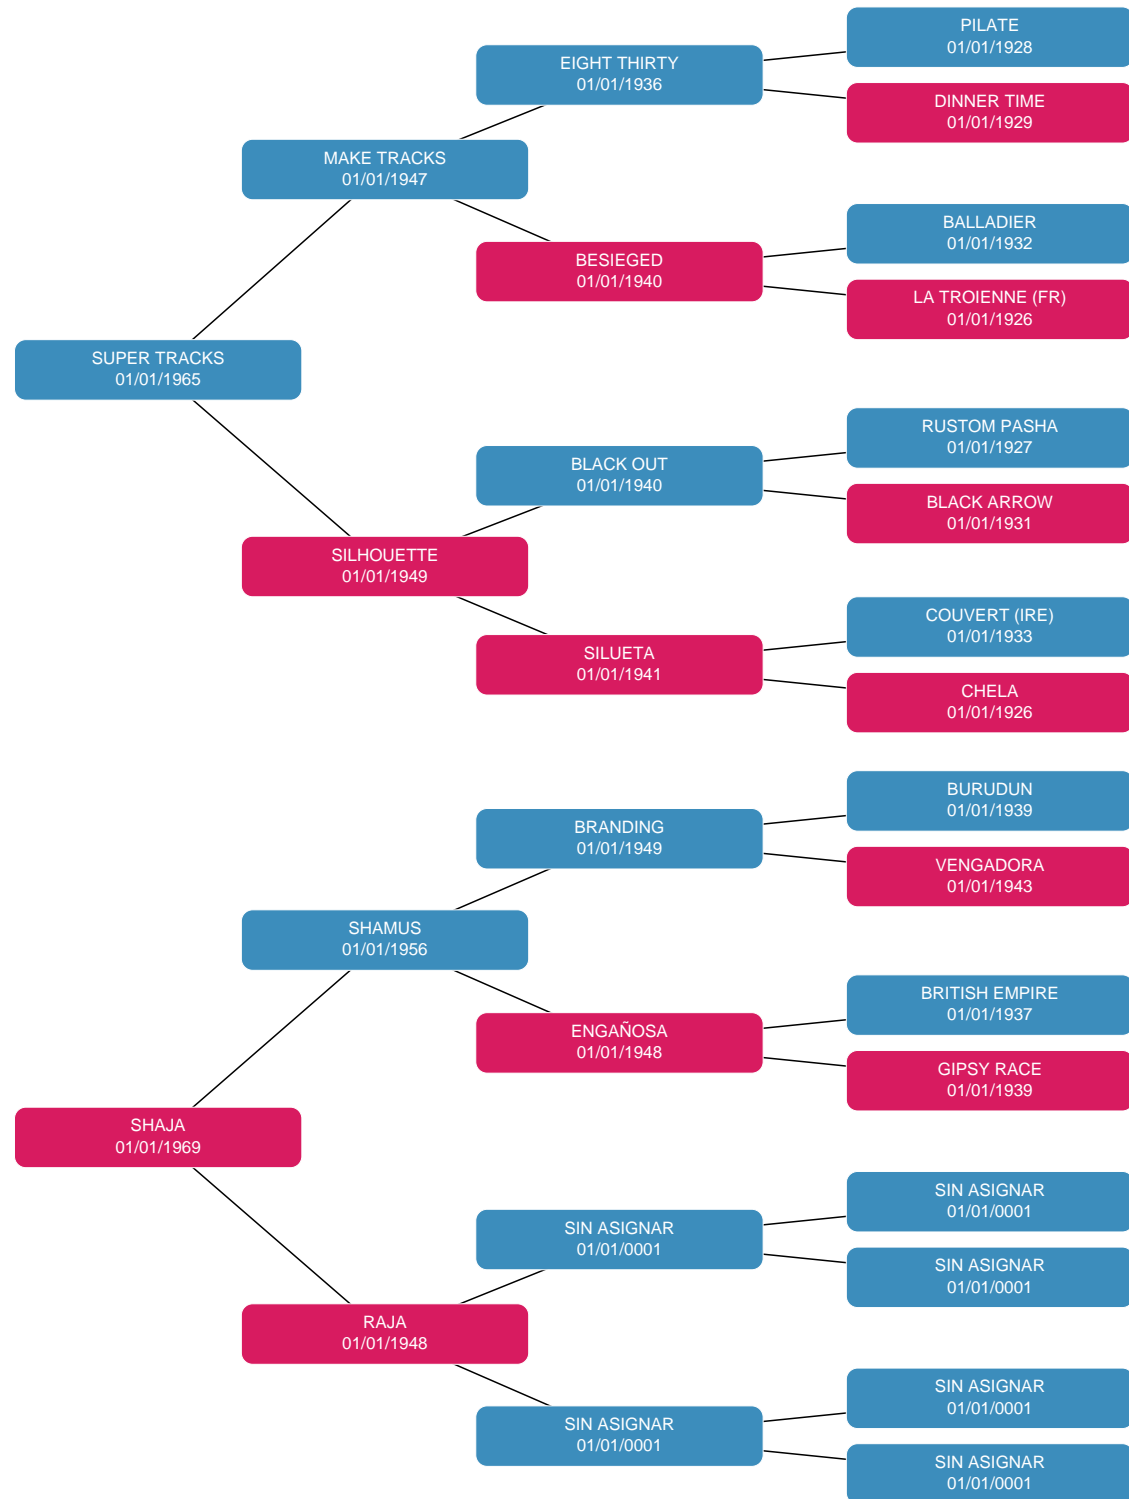 PILATE
01/01/1928
EIGHT THIRTY
01/01/1936
DINNER TIME
01/01/1929
MAKE TRACKS
01/01/1947
BALLADIER
01/01/1932
BESIEGED
01/01/1940
LA TROIENNE (FR)
01/01/1926
SUPER TRACKS
01/01/1965
RUSTOM PASHA
01/01/1927
BLACK OUT
01/01/1940
BLACK ARROW
01/01/1931
SILHOUETTE
01/01/1949
COUVERT (IRE)
01/01/1933
SILUETA
01/01/1941
CHELA
01/01/1926
BURUDUN
01/01/1939
BRANDING
01/01/1949
VENGADORA
01/01/1943
SHAMUS
01/01/1956
BRITISH EMPIRE
01/01/1937
ENGAÑOSA
01/01/1948
GIPSY RACE
01/01/1939
SHAJA
01/01/1969
SIN ASIGNAR
01/01/0001
SIN ASIGNAR
01/01/0001
SIN ASIGNAR
01/01/0001
RAJA
01/01/1948
SIN ASIGNAR
01/01/0001
SIN ASIGNAR
01/01/0001
SIN ASIGNAR
01/01/0001